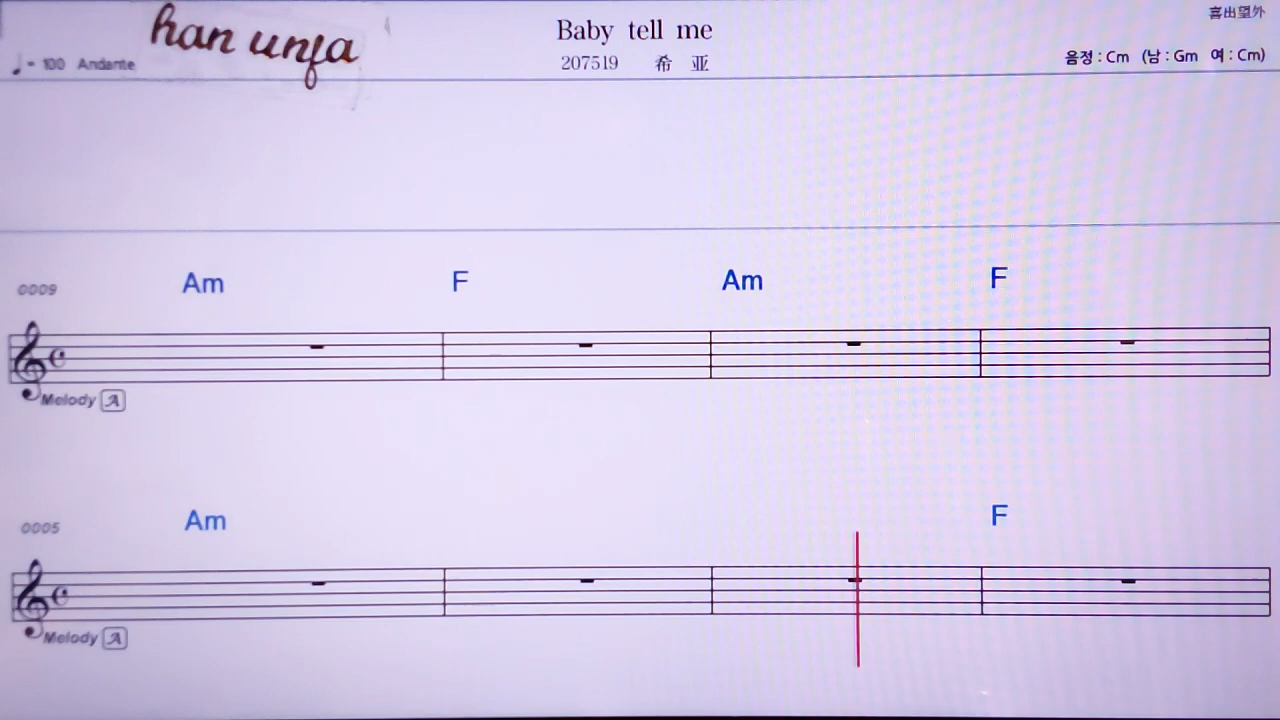 han unfa
Baby tell me
喜出望外
♩= 100 Andante
207519 希 亚
음정 : Cm (남 : Gm 여 : Cm)
0009 Am F Am F
Melody A
0005 Am F
Melody A